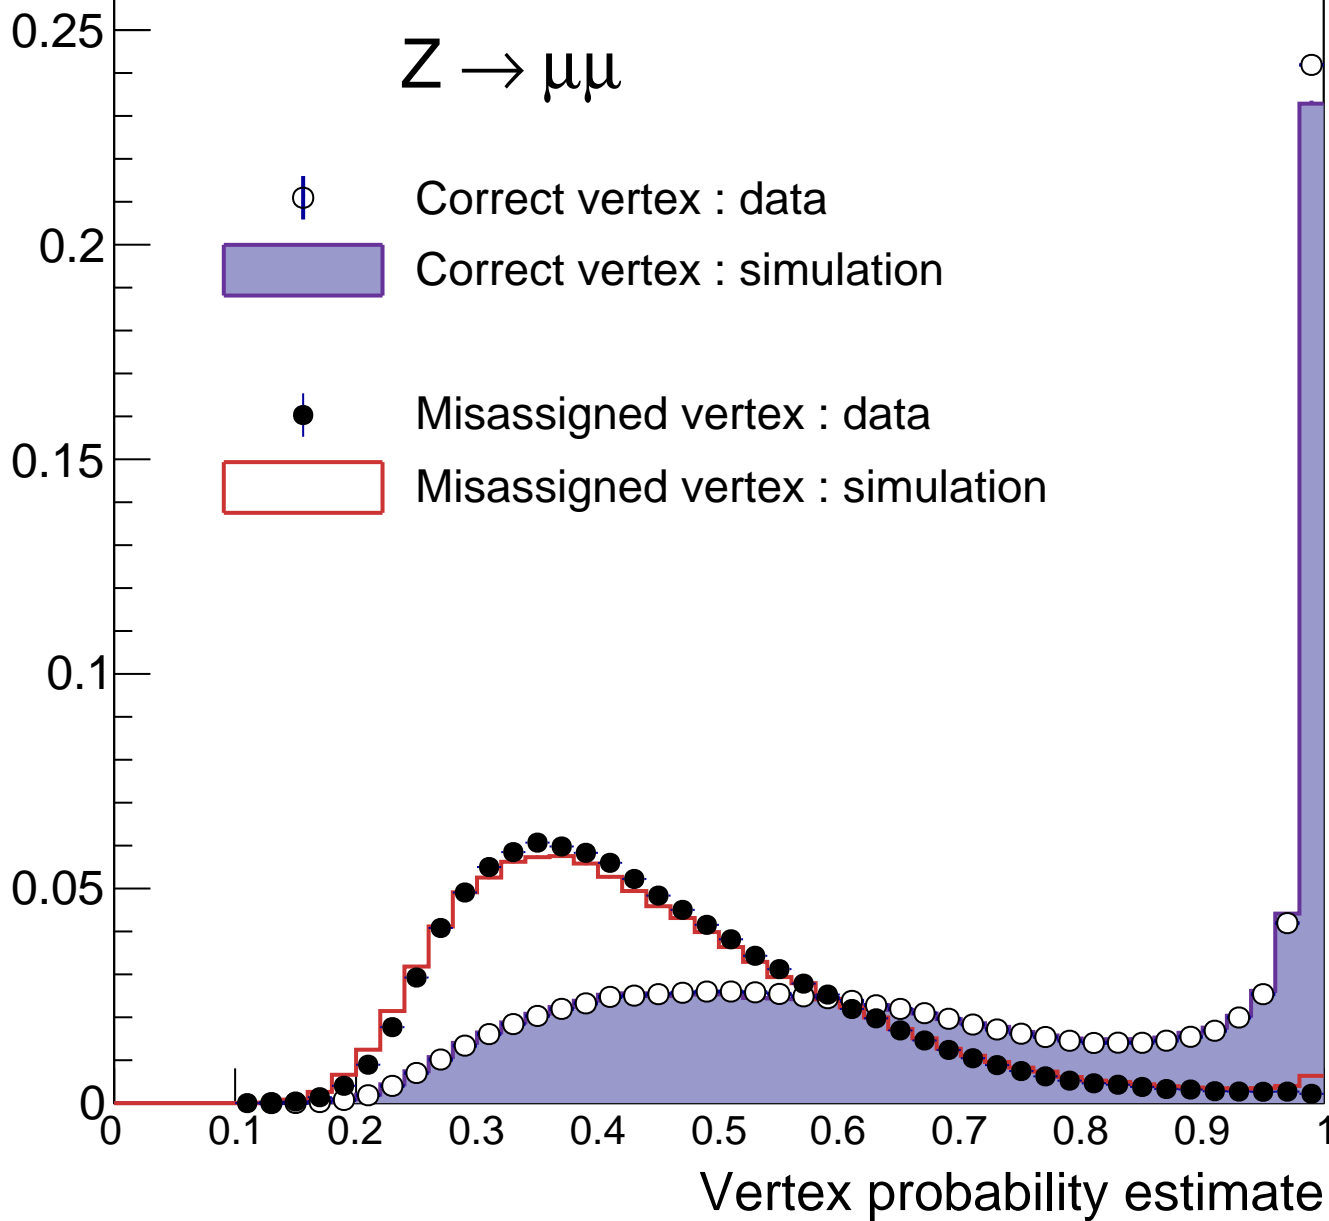 0.25
Z → μμ
Correct vertex : data
0.2
Correct vertex : simulation
Misassigned vertex : data
0.15
Misassigned vertex : simulation
0.1
0.05
0
0 0.1 0.2 0.3 0.4 0.5 0.6 0.7 0.8 0.9 1
Vertex probability estimate